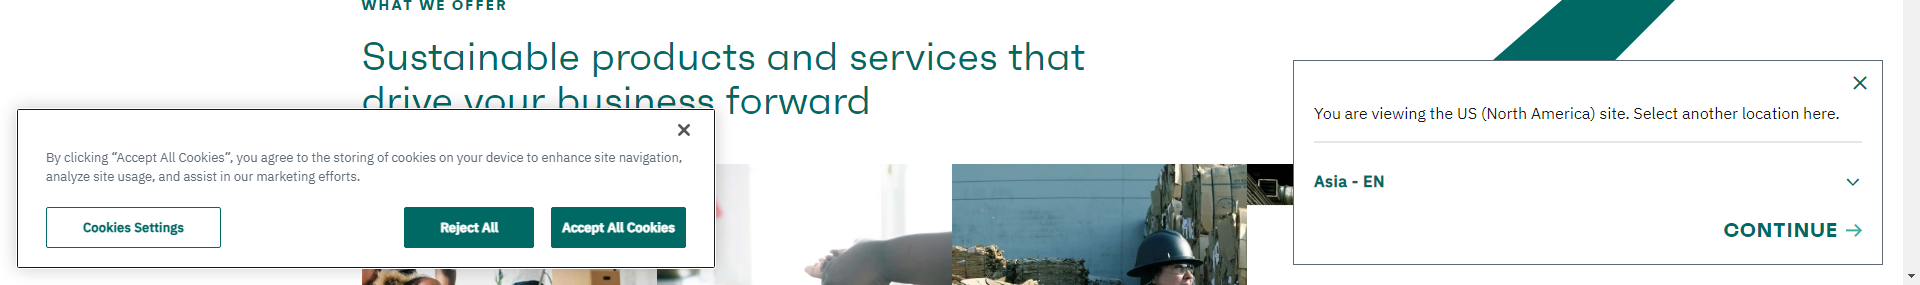 WHAT WE OFFER
Sustainable products and services that
drive your business forward
By clicking “Accept All Cookies”, you agree to the storing of cookies on your device to enhance site navigation,
analyze site usage, and assist in our marketing efforts.
Cookies Settings
Reject All
Accept All Cookies
You are viewing the US (North America) site. Select another location here.
Asia - EN
CONTINUE